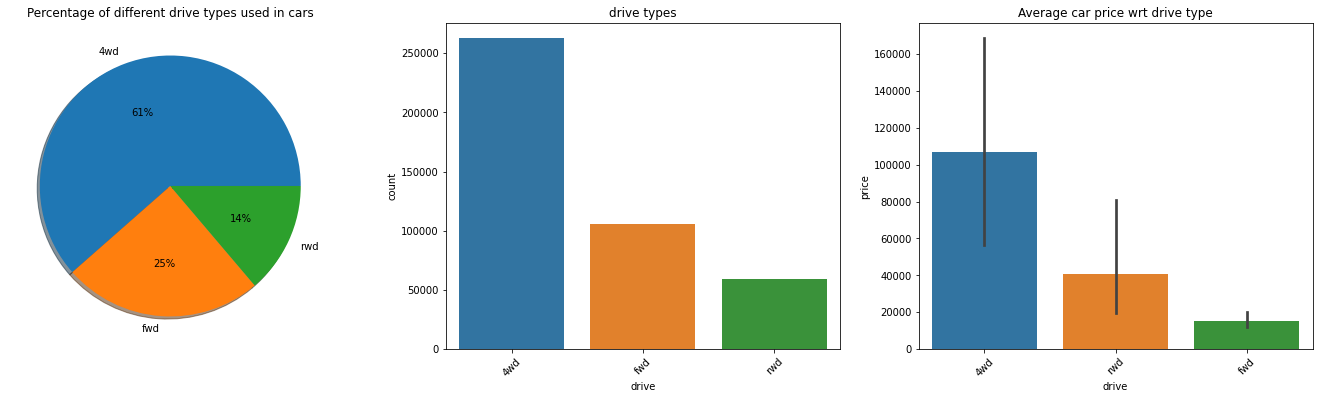 Percentage of different drive types used in cars
4wd
61%
14%
rwd
25%
fwd
drive types
250000
200000
150000
100000
50000
0
count
4wd
fwd
rwd
drive
Average car price wrt drive type
160000
140000
120000
100000
80000
60000
40000
20000
0
price
4wd
rwd
fwd
drive